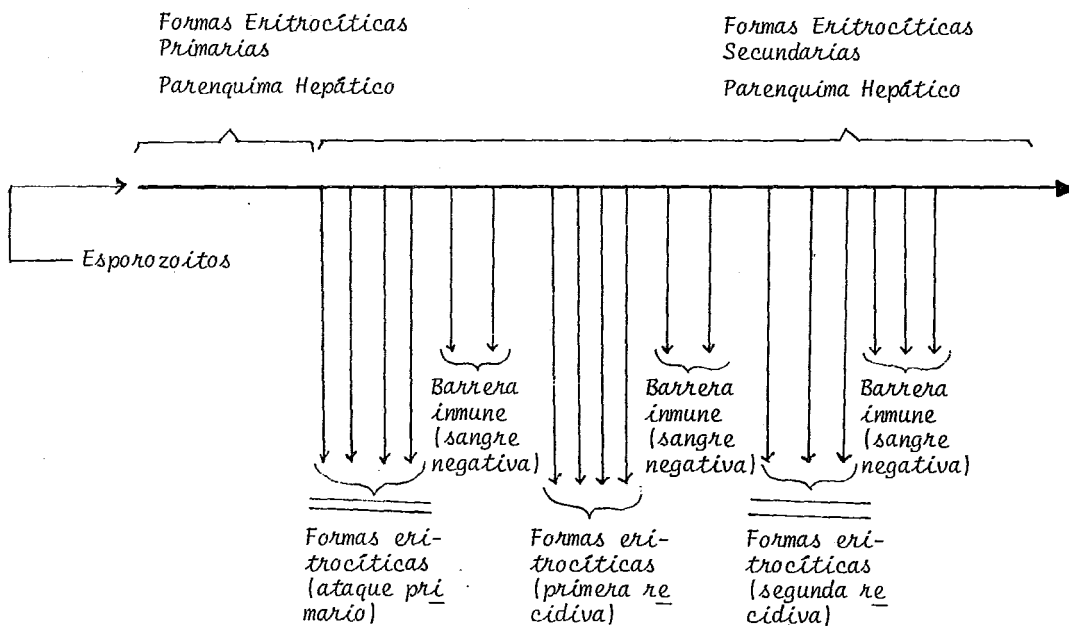 Formas Eritrocíticas
Primarias
Parenquima Hepático
Formas Eritrocíticas
Secundarias
Parenquima Hepático
Esporozoitos
Barrera
inmune
(sangre
negativa)
Barrera
inmune
(sangre
negativa)
Barrera
inmune
(sangre
negativa)
Formas eri-
trocíticas
(ataque pri
mario)
Formas eri-
trocíticas
(primera re
cidiva)
Formas eri-
trocíticas
(segunda re
cidiva)